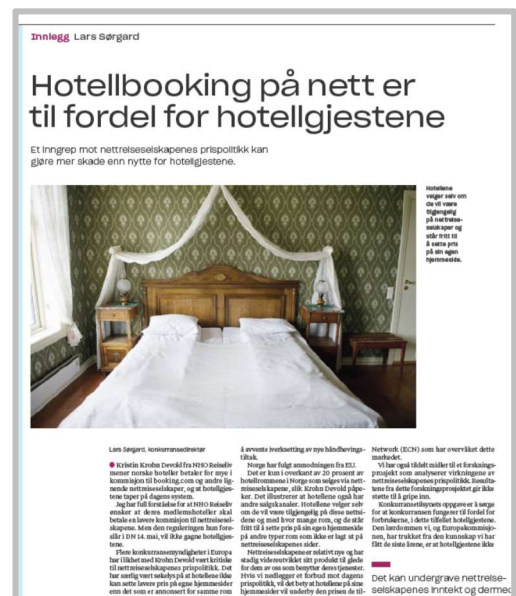 Innlegg Lars Sørgard
Hotellbooking på nett er
til fordel for hotellgjestene
Et inngrep mot nettreiseselskapenes prispolitikk kan
gjøre mer skade enn nytte for hotellgjestene.
Hotellene
velger selv om
de vil være
tilgjengelig
på nettreise-
selskaper og
står fritt til
å sette pris
på sin egen
hjemmeside.
Lars Sørgard, konkurransedirektør
Kristin Krohn Devold fra NHO Reiseliv
mener norske hoteller betaler for mye i
kommisjon til booking.com og andre lig-
nende nettreiseselskaper, og at hotellgjes-
tene taper på dagens system.
Jeg har full forståelse for at NHO Reiseliv
ønsker at deres medlemshoteller skal
betale en lavere kommisjon til nettreisesel-
skapene. Men den reguleringen hun fore-
slår i DN 14. mai, vil ikke gagne hotellgjes-
tene.
Flere konkurransemyndigheter i Europa
har i likhet med Krohn Devold vært kritiske
til nettreiseselskapenes prispolitikk. Det
har særlig vært søkelys på at hotellene ikke
kan sette lavere pris på egne hjemmesider
enn det som er annonsert for samme rom
å avvente iverksetting av nye håndhevings-
tiltak.
Norge har fulgt anmodningen fra EU.
Det er kun i overkant av 20 prosent av
hotellrommene i Norge som selges via nett-
reiseselskapene, slik Krohn Devold påpe-
ker. Det illustrerer at hotellene også har
andre salgskanaler. Hotellene velger selv
om de vil være tilgjengelig på disse nettsi-
dene og med hvor mange rom, og de står
fritt til å sette pris på sin egen hjemmeside
på andre typer rom som ikke er lagt ut på
nettreiseselskapenes sider.
Nettreiseselskapene er relativt nye og har
stadig videreutviklet sitt produkt til glede
for dem av oss som benytter deres tjenester.
Hvis vi nedlegger et forbud mot dagens
prispolitikk, vil det bety at hotellene på sine
hjemmesider vil underby den prisen de til-
Network (ECN) som har overvåket dette
markedet.
Vi har også tildelt midler til et forsknings-
prosjekt som analyserer virkningene av
nettreiseselskapenes prispolitikk. Resulta-
tene fra dette forskningsprosjektet gir ikke
støtte til å gripe inn.
Konkurransetilsynets oppgave er å sørge
for at konkurransen fungerer til fordel for
forbrukerne, i dette tilfellet hotellgjestene.
Den lærdommen vi, og Europakommisjo-
nen, har trukket fra den kunnskap vi har
fått de siste årene, er at hotellgjestene ikke
Det kan undergrave nettreise-
selskapenes inntekt og dermed